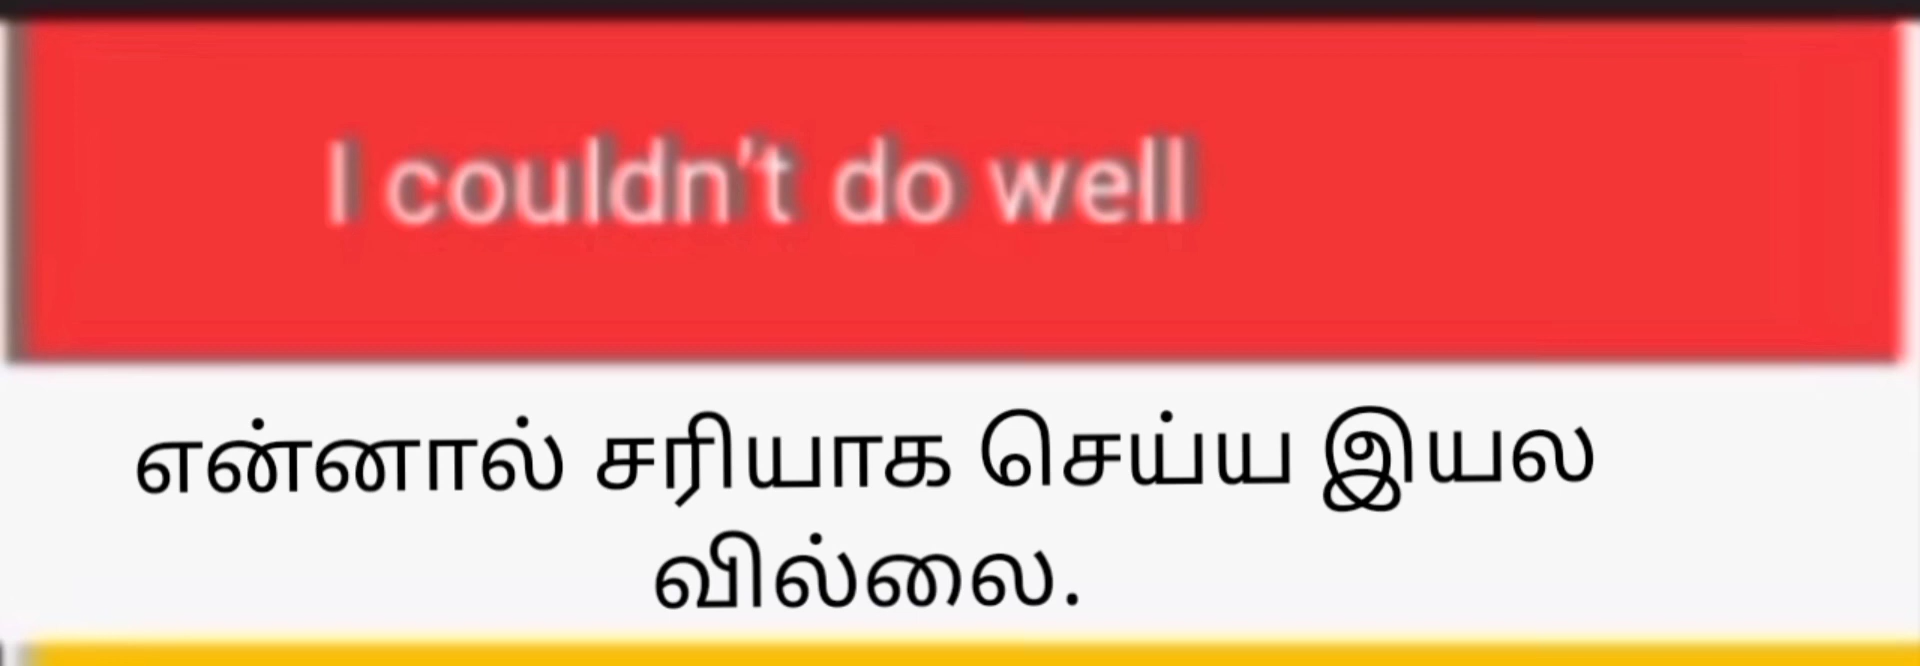 I couldn't do well
என்னால் சரியாக செய்ய இயல
வில்லை.